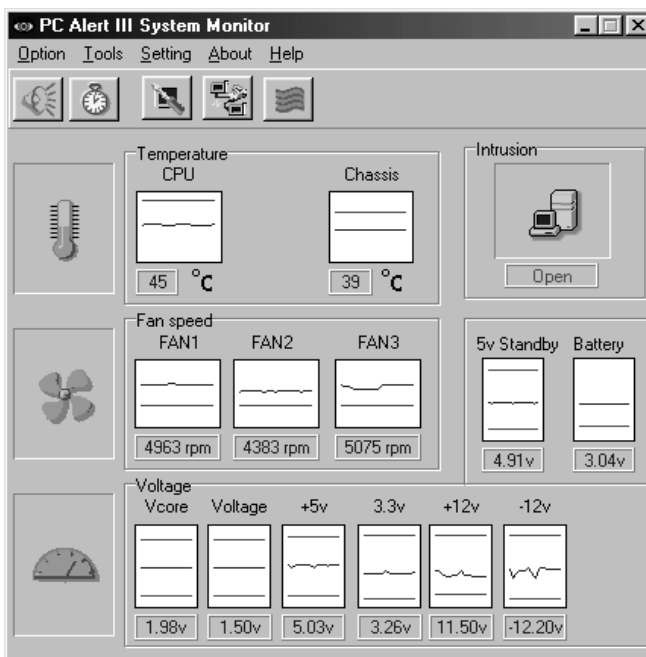 PC Alert III System Monitor
Option Tools Setting About Help
Temperature
CPU Chassis
45 °C 39 °C
Intrusion
Open
Fan speed
FAN1 FAN2 FAN3
4963 rpm 4383 rpm 5075 rpm
5v Standby Battery
4.91v 3.04v
Voltage
Vcore Voltage +5v 3.3v +12v -12v
1.98v 1.50v 5.03v 3.26v 11.50v -12.20v